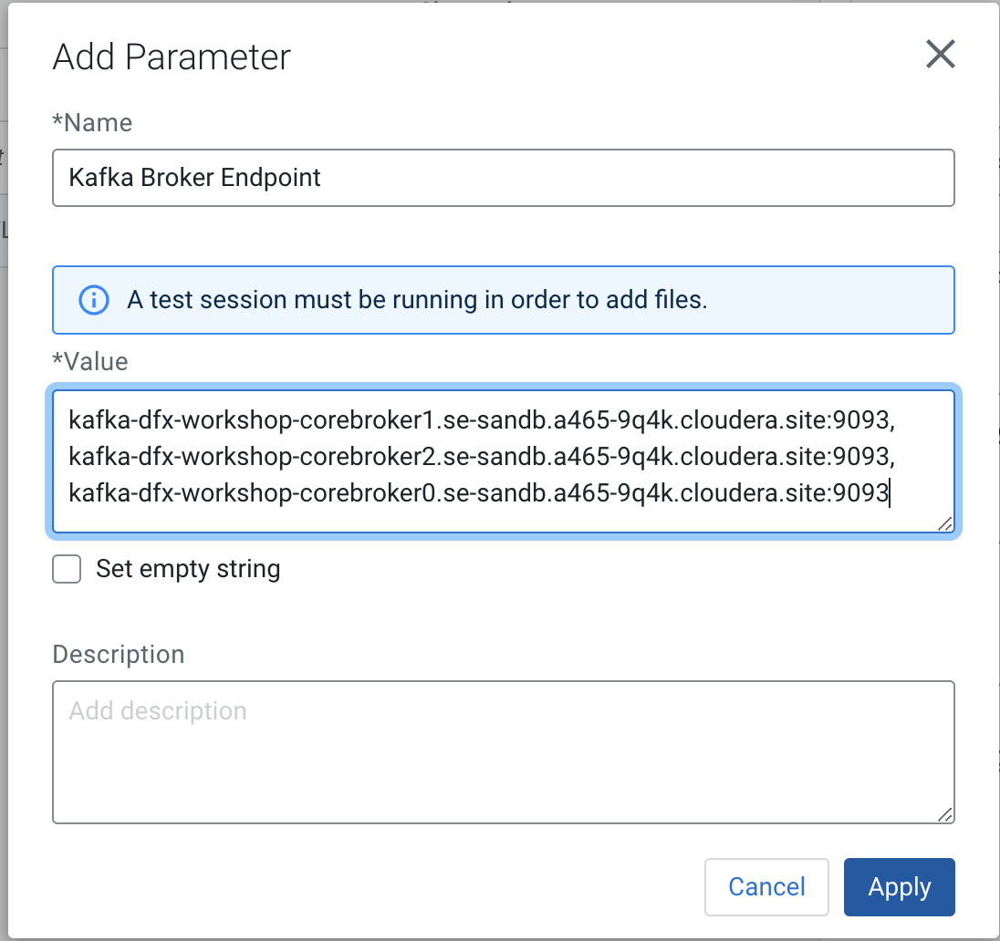 Add Parameter
*Name
Kafka Broker Endpoint
A test session must be running in order to add files.
*Value
kafka-dfx-workshop-corebroker1.se-sandb.a465-9q4k.cloudera.site:9093,
kafka-dfx-workshop-corebroker2.se-sandb.a465-9q4k.cloudera.site:9093,
kafka-dfx-workshop-corebroker0.se-sandb.a465-9q4k.cloudera.site:9093
Set empty string
Description
Add description
Cancel
Apply